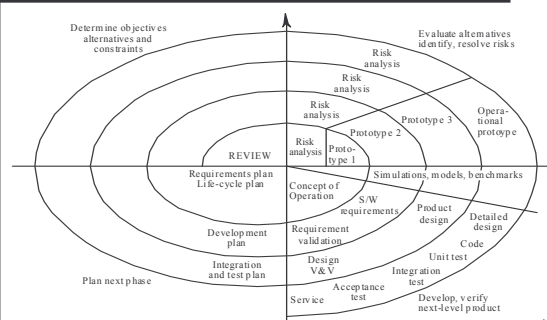 Determine objectives
alternatives and
constraints
Evaluate alternatives
identify, resolve risks
Risk
analysis
Risk
analysis
Risk
analysis
Risk
analysis
Proto-
type 1
Prototype 2
Prototype 3
Opera-
tional
protoype
REVIEW
Requirements plan
Life-cycle plan
Simulations, models, benchmarks
Concept of
Operation
S/W
requirements
Product
design
Detailed
design
Development
plan
Requirement
validation
Code
Unit test
Integration
and test plan
Design
V&V
Integration
test
Plan next phase
Acceptance
test
Service
Develop, verify
next-level product